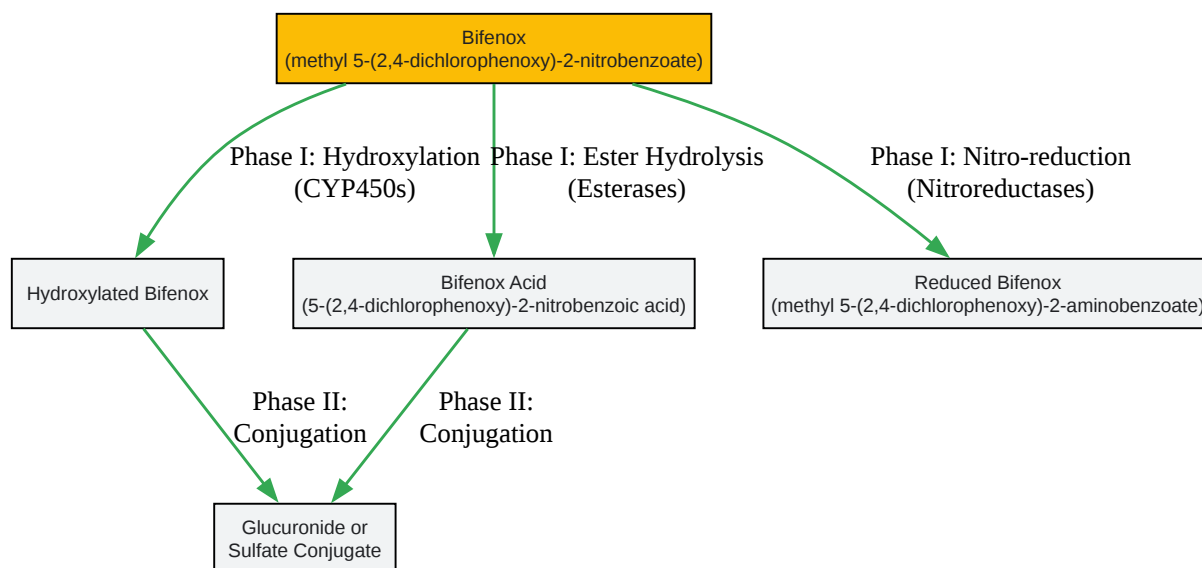 Bifenox
(methyl 5-(2,4-dichlorophenoxy)-2-nitrobenzoate)
Phase I: Hydroxylation
(CYP450s)
Phase I: Ester Hydrolysis
(Esterases)
Phase I: Nitro-reduction
(Nitroreductases)
Hydroxylated Bifenox
Bifenox Acid
(5-(2,4-dichlorophenoxy)-2-nitrobenzoic acid)
Reduced Bifenox
(methyl 5-(2,4-dichlorophenoxy)-2-aminobenzoate)
Phase II:
Conjugation
Phase II:
Conjugation
Glucuronide or
Sulfate Conjugate